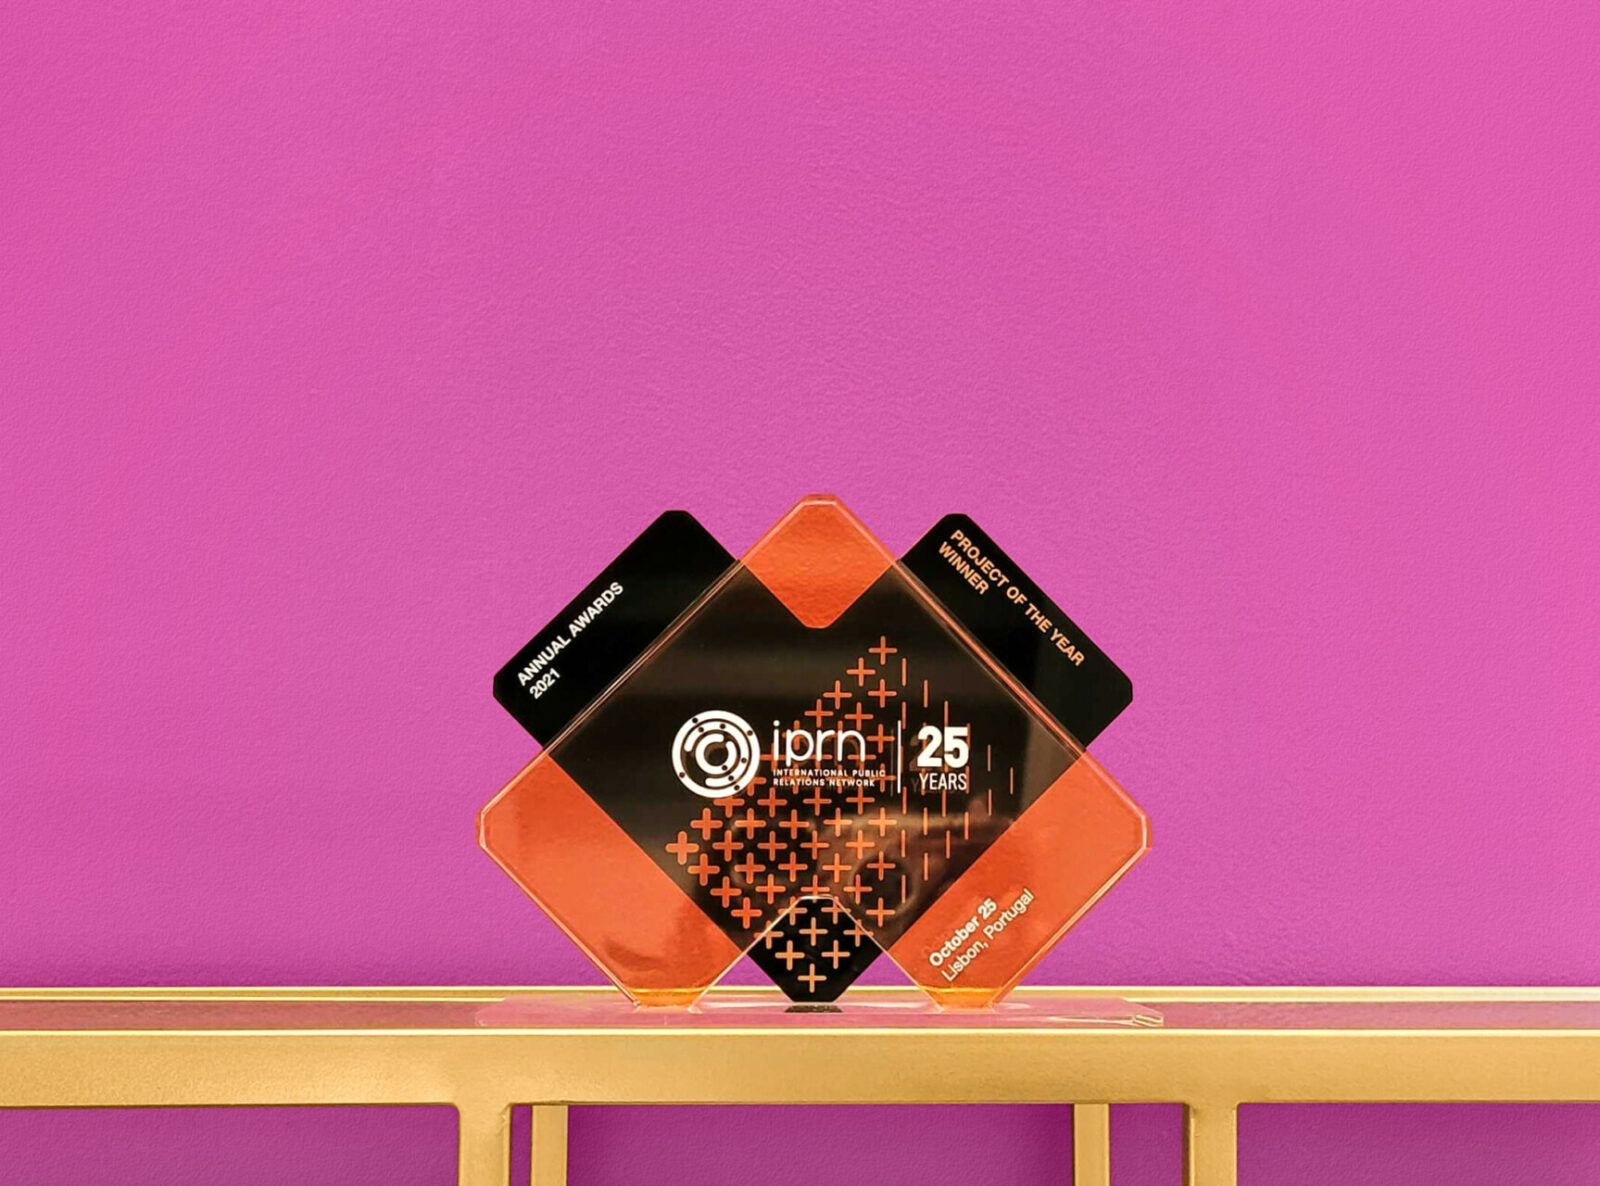 ANNUAL AWARDS
2021
PROJECT OF THE YEAR
WINNER
iprn
INTERNATIONAL PUBLIC
RELATIONS NETWORK
25
YEARS
October 25
Lisbon, Portugal